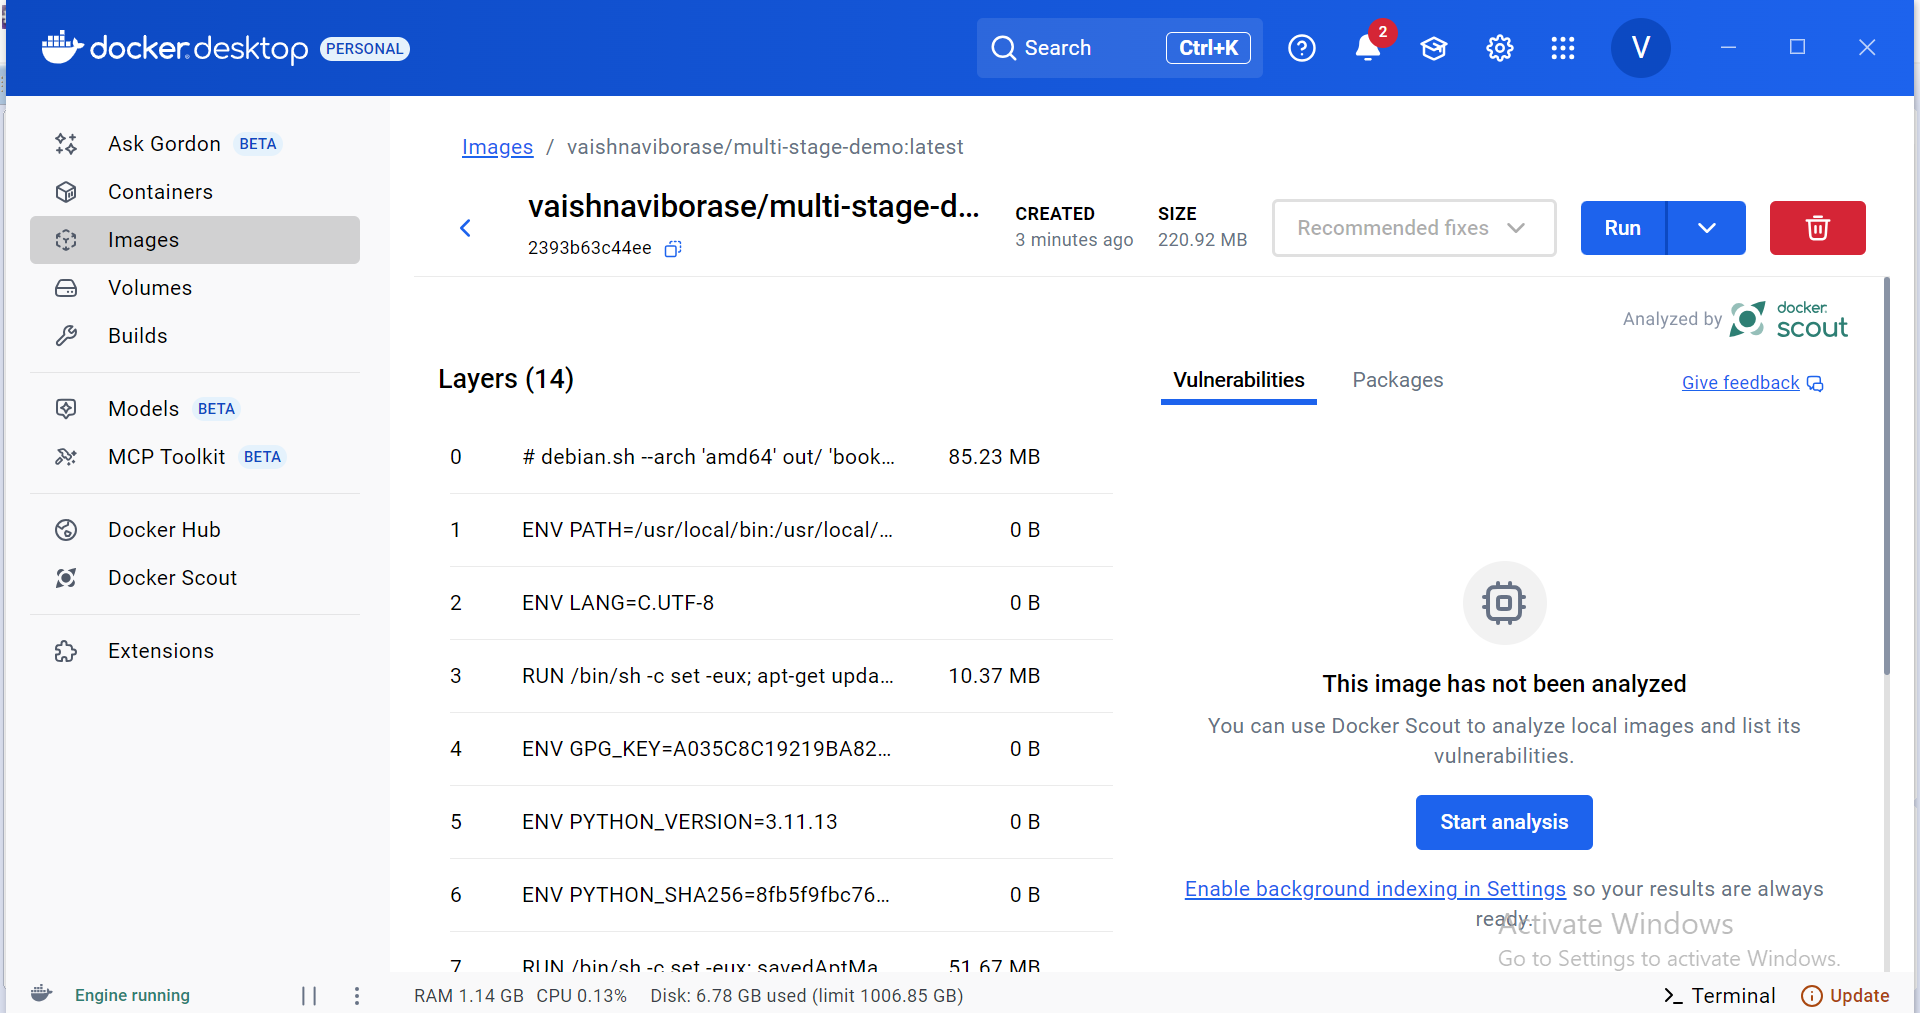 docker.desktop PERSONAL
Search Ctrl+K
2
V
Ask Gordon BETA
Containers
Images
Volumes
Builds
Models BETA
MCP Toolkit BETA
Docker Hub
Docker Scout
Extensions
Images / vaishnaviborase/multi-stage-demo:latest
vaishnaviborase/multi-stage-d...
2393b63c44ee
CREATED
3 minutes ago
SIZE
220.92 MB
Recommended fixes
Run
Analyzed by docker scout
Layers (14)
0 # debian.sh --arch 'amd64' out/ 'book... 85.23 MB
1 ENV PATH=/usr/local/bin:/usr/local/... 0 B
2 ENV LANG=C.UTF-8 0 B
3 RUN /bin/sh -c set -eux; apt-get upda... 10.37 MB
4 ENV GPG_KEY=A035C8C19219BA82... 0 B
5 ENV PYTHON_VERSION=3.11.13 0 B
6 ENV PYTHON_SHA256=8fb5f9fbc76... 0 B
7 RUN /bin/sh -c set -eux; savedAptMa... 51.67 MB
Vulnerabilities Packages
Give feedback
This image has not been analyzed
You can use Docker Scout to analyze local images and list its
vulnerabilities.
Start analysis
Enable background indexing in Settings so your results are always
ready.
Activate Windows
Go to Settings to activate Windows.
Engine running
RAM 1.14 GB CPU 0.13% Disk: 6.78 GB used (limit 1006.85 GB)
Terminal
Update